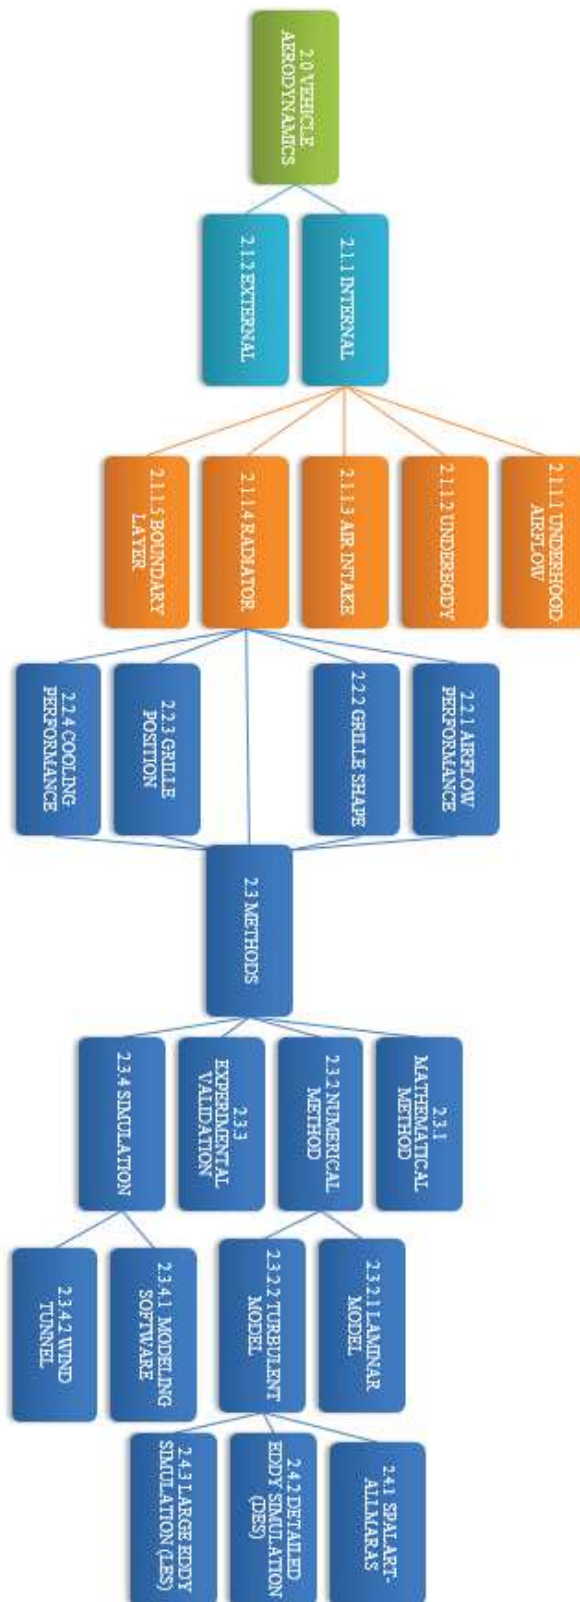 2.0 VEHICLE
AERODYNAMICS
2.1.1 INTERNAL
2.1.2 EXTERNAL
2.1.1.1 UNDERHOOD
AIRFLOW
2.1.1.2 UNDERBODY
2.1.1.3 AIR INTAKE
2.1.1.4 RADIATOR
2.1.1.5 BOUNDARY
LAYER
2.2.1 AIRFLOW
PERFORMANCE
2.2.2 GRILLE SHAPE
2.2.3 GRILLE
POSITION
2.2.4 COOLING
PERFORMANCE
2.3 METHODS
2.3.1
MATHEMATICAL
METHOD
2.3.2 NUMERICAL
METHOD
2.3.3
EXPERIMENTAL
VALIDATION
2.3.4 SIMULATION
2.3.2.1 LAMINAR
MODEL
2.3.2.2 TURBULENT
MODEL
2.3.4.1 MODELING
SOFTWARE
2.3.4.2 WIND
TUNNEL
2.4.1 SPALART-
ALLMARAS
2.4.2 DETAILED
EDDY SIMULATION
(DES)
2.4.3 LARGE EDDY
SIMULATION (LES)